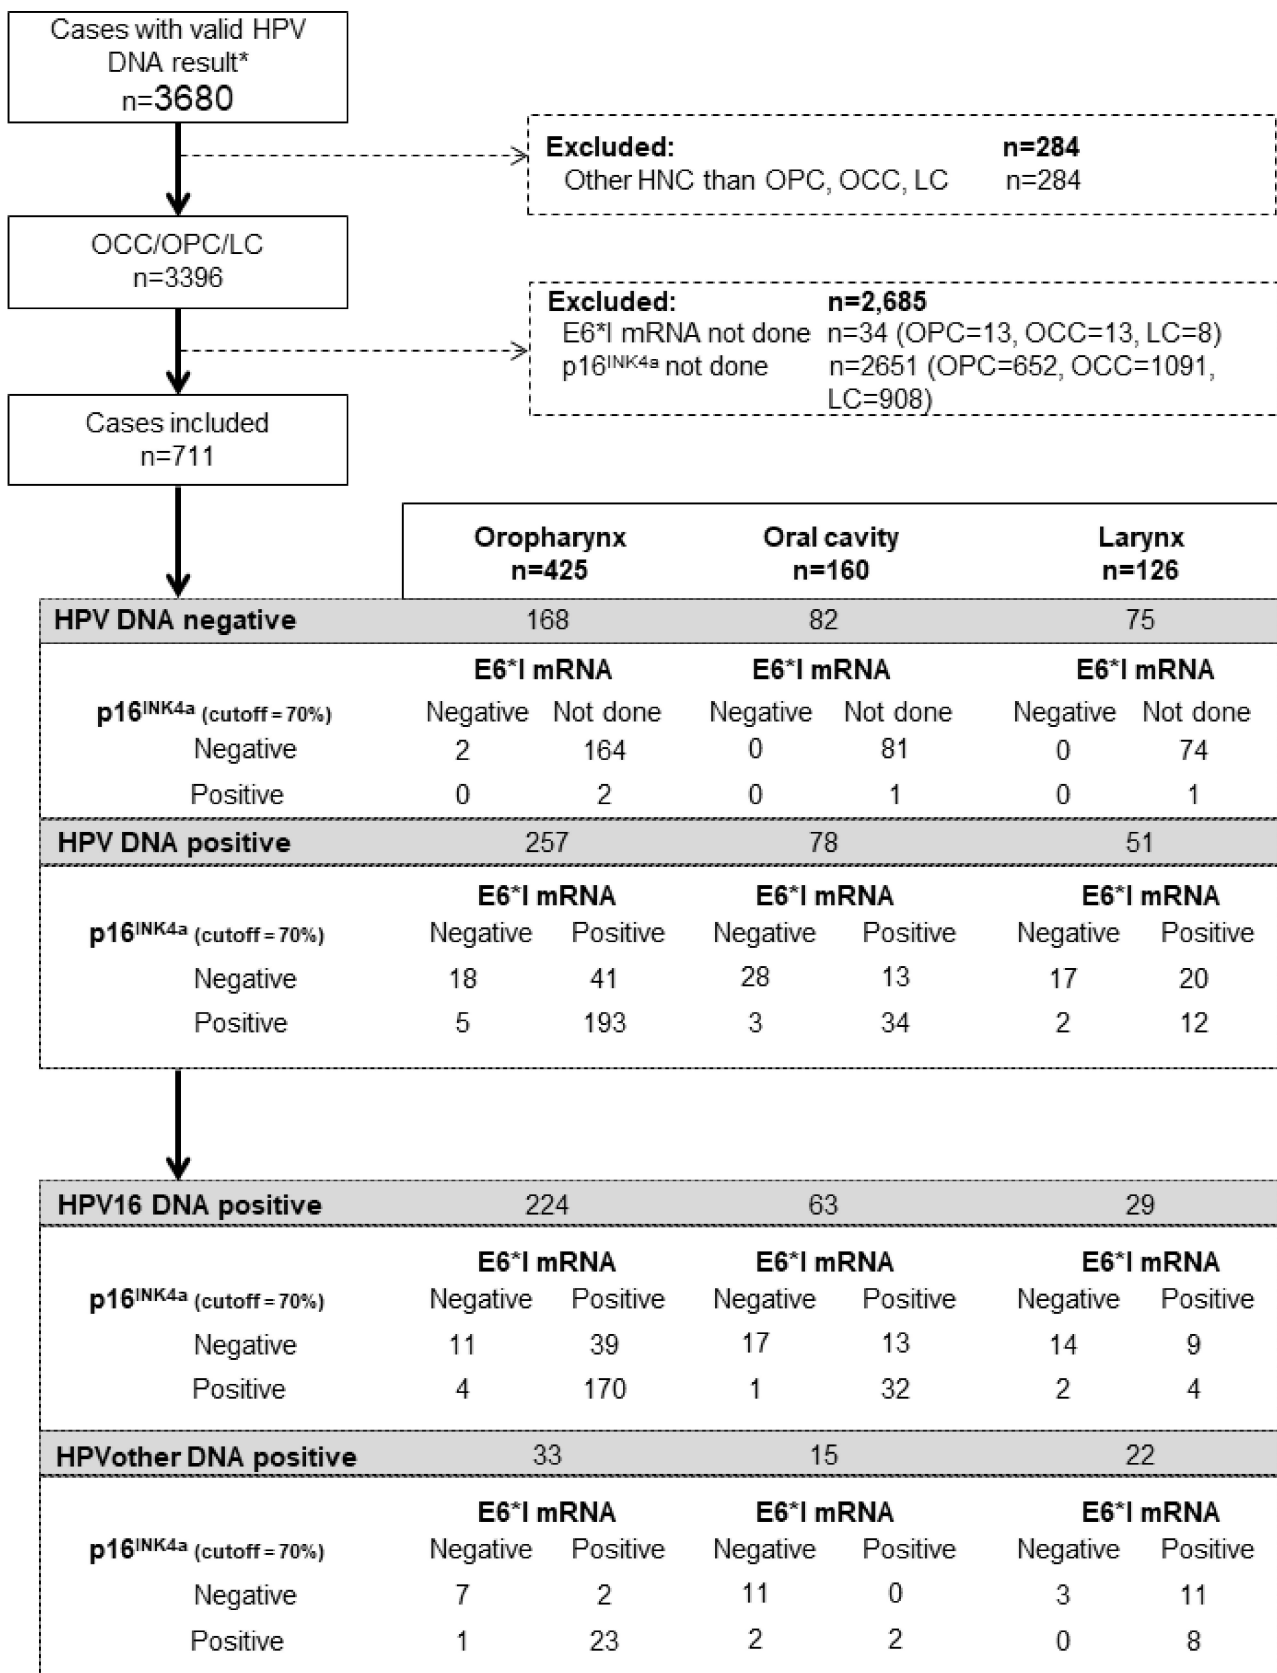 Cases with valid HPV
DNA result*
n=3680
Excluded: n=284
Other HNC than OPC, OCC, LC n=284
OCC/OPC/LC
n=3396
Excluded: n=2,685
E6*I mRNA not done n=34 (OPC=13, OCC=13, LC=8)
p16INK4a not done n=2651 (OPC=652, OCC=1091,
LC=908)
Cases included
n=711
Oropharynx Oral cavity Larynx
n=425 n=160 n=126
HPV DNA negative 168 82 75
E6*I mRNA E6*I mRNA E6*I mRNA
p16INK4a (cutoff = 70%) Negative Not done Negative Not done Negative Not done
Negative 2 164 0 81 0 74
Positive 0 2 0 1 0 1
HPV DNA positive 257 78 51
E6*I mRNA E6*I mRNA E6*I mRNA
p16INK4a (cutoff = 70%) Negative Positive Negative Positive Negative Positive
Negative 18 41 28 13 17 20
Positive 5 193 3 34 2 12
HPV16 DNA positive 224 63 29
E6*I mRNA E6*I mRNA E6*I mRNA
p16INK4a (cutoff = 70%) Negative Positive Negative Positive Negative Positive
Negative 11 39 17 13 14 9
Positive 4 170 1 32 2 4
HPVother DNA positive 33 15 22
E6*I mRNA E6*I mRNA E6*I mRNA
p16INK4a (cutoff = 70%) Negative Positive Negative Positive Negative Positive
Negative 7 2 11 0 3 11
Positive 1 23 2 2 0 8